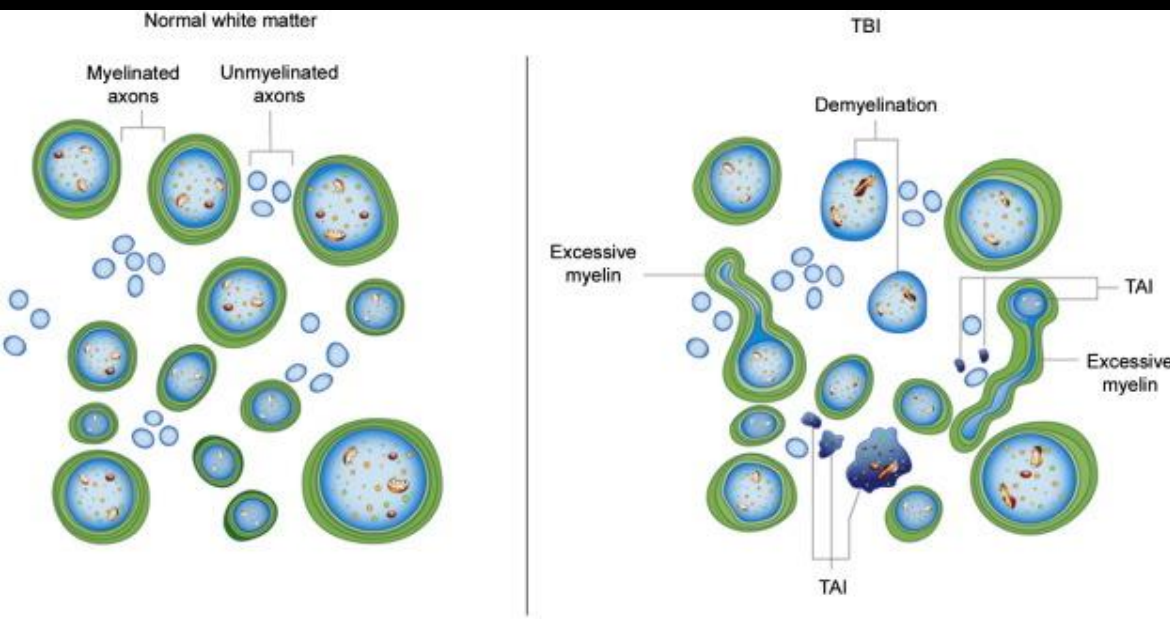 Normal white matter
TBI
Myelinated
axons
Unmyelinated
axons
Demyelination
Excessive
myelin
TAI
Excessive
myelin
TAI